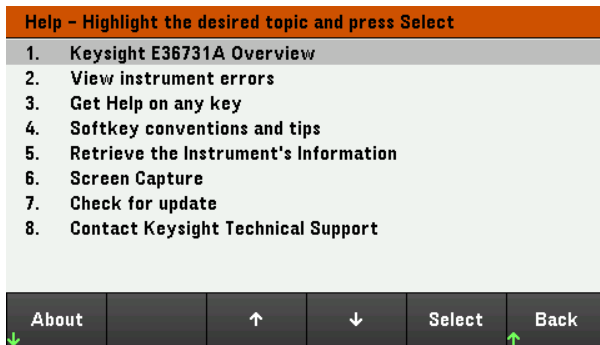 Help – Highlight the desired topic and press Select
1. Keysight E36731A Overview
2. View instrument errors
3. Get Help on any key
4. Softkey conventions and tips
5. Retrieve the Instrument's Information
6. Screen Capture
7. Check for update
8. Contact Keysight Technical Support
About ↑ ↓ Select Back